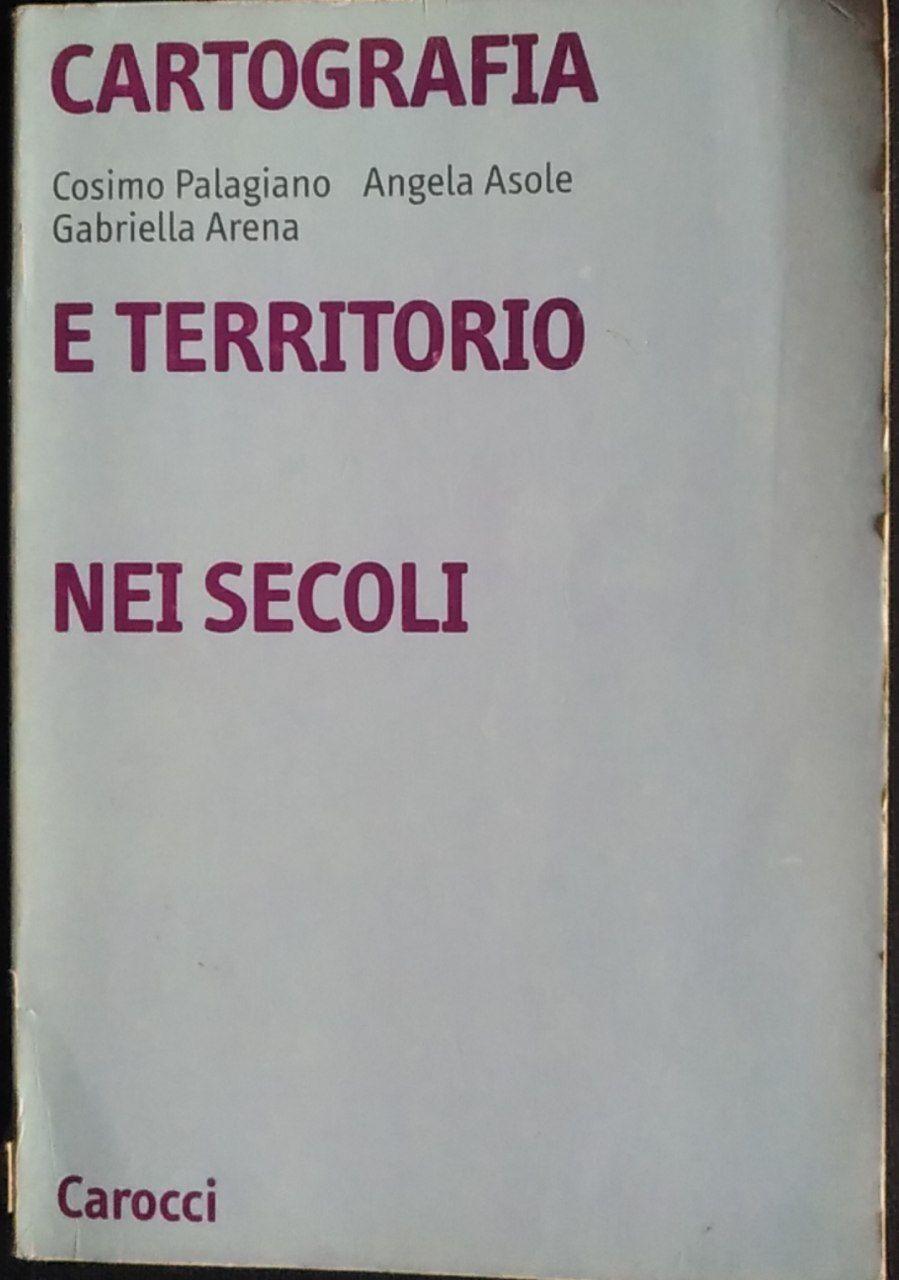 CARTOGRAFIA
Cosimo Palagiano Angela Asole
Gabriella Arena
E TERRITORIO
NEI SECOLI
Carocci